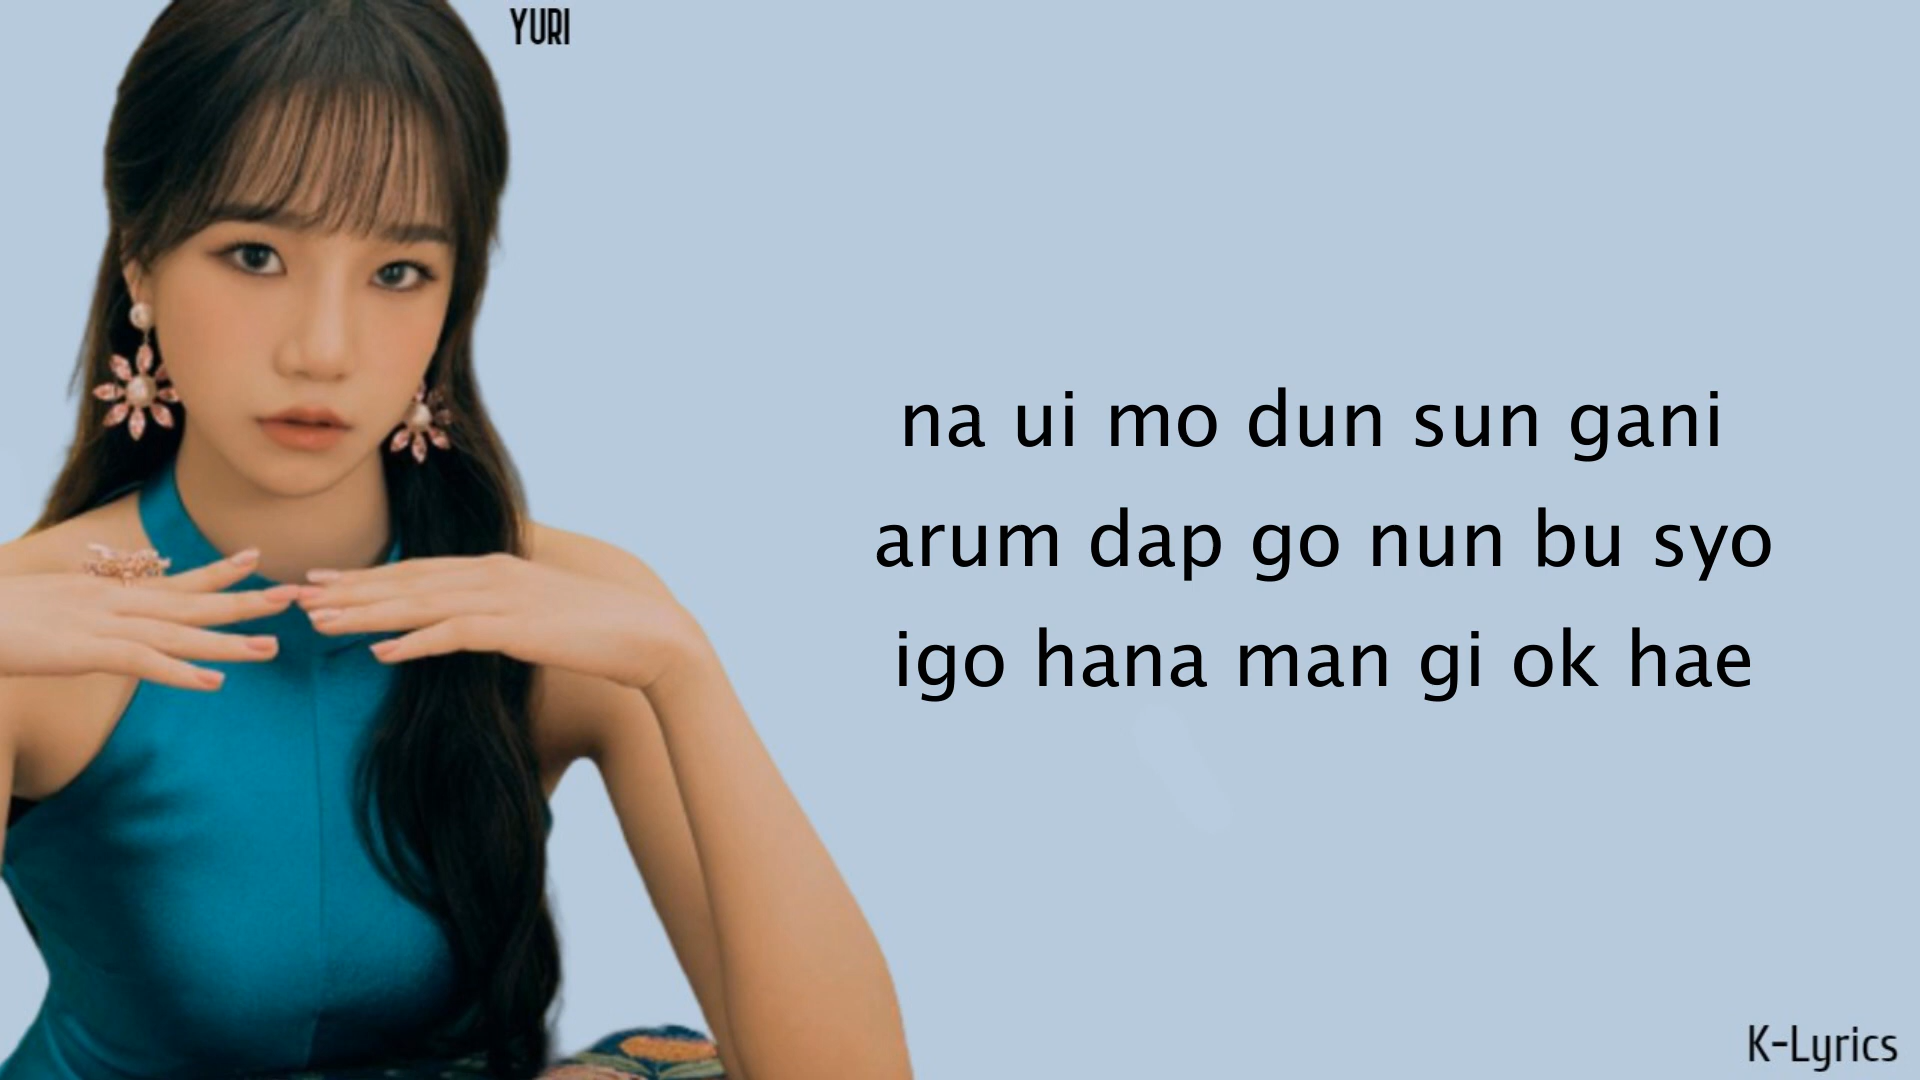 YURI
na ui mo dun sun gani
arum dap go nun bu syo
igo hana man gi ok hae
K-Lyrics